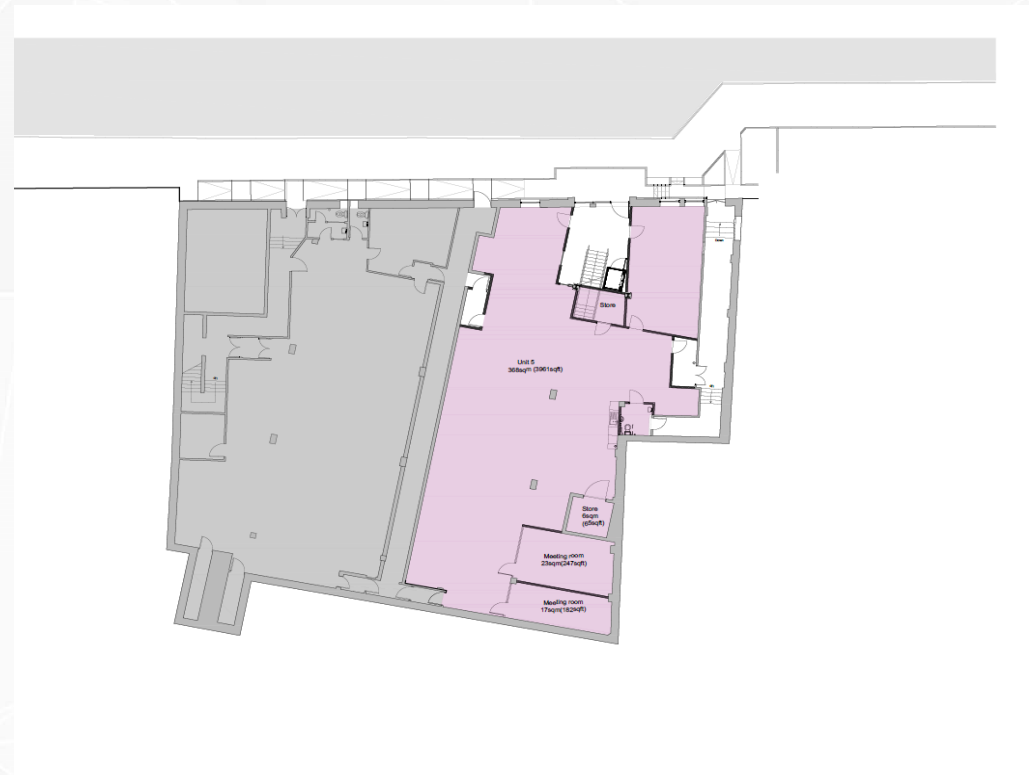 Store
Unit 5
368sqm (3961sqft)
Store
6sqm
(65sqft)
Meeting room
23sqm(247sqft)
Meeting room
17sqm(182sqft)